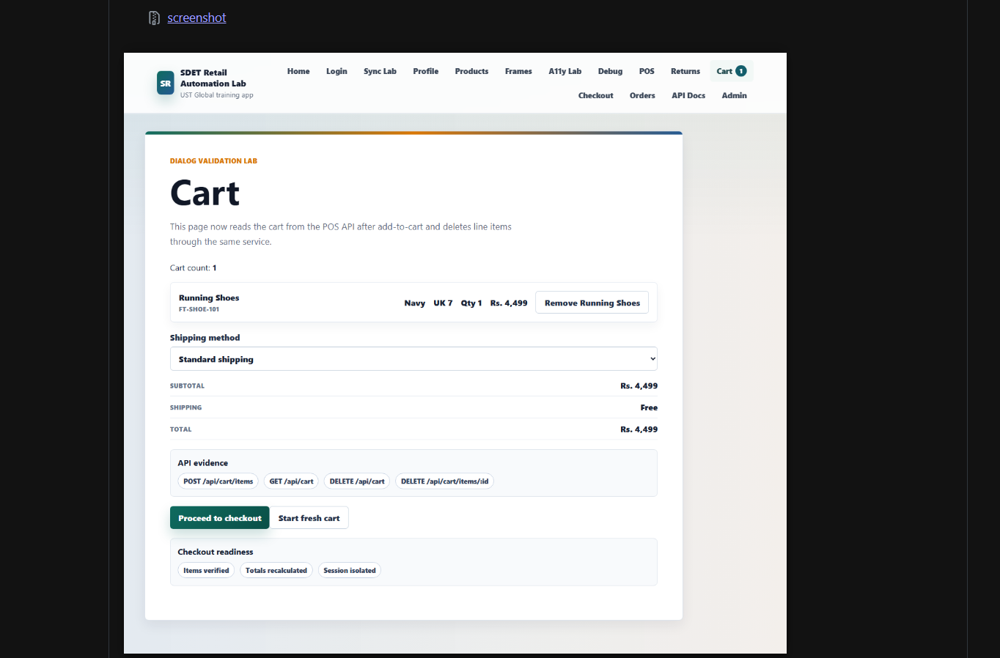 screenshot
SR
SDET Retail
Automation Lab
UST Global training app
Home Login Sync Lab Profile Products Frames A11y Lab Debug POS Returns Cart 1
Checkout Orders API Docs Admin
DIALOG VALIDATION LAB
Cart
This page now reads the cart from the POS API after add-to-cart and deletes line items
through the same service.
Cart count: 1
Running Shoes
FT-SHOE-101
Navy UK 7 Qty 1 Rs. 4,499 Remove Running Shoes
Shipping method
Standard shipping
SUBTOTAL Rs. 4,499
SHIPPING Free
TOTAL Rs. 4,499
API evidence
POST /api/cart/items GET /api/cart DELETE /api/cart DELETE /api/cart/items/:id
Proceed to checkout Start fresh cart
Checkout readiness
Items verified Totals recalculated Session isolated